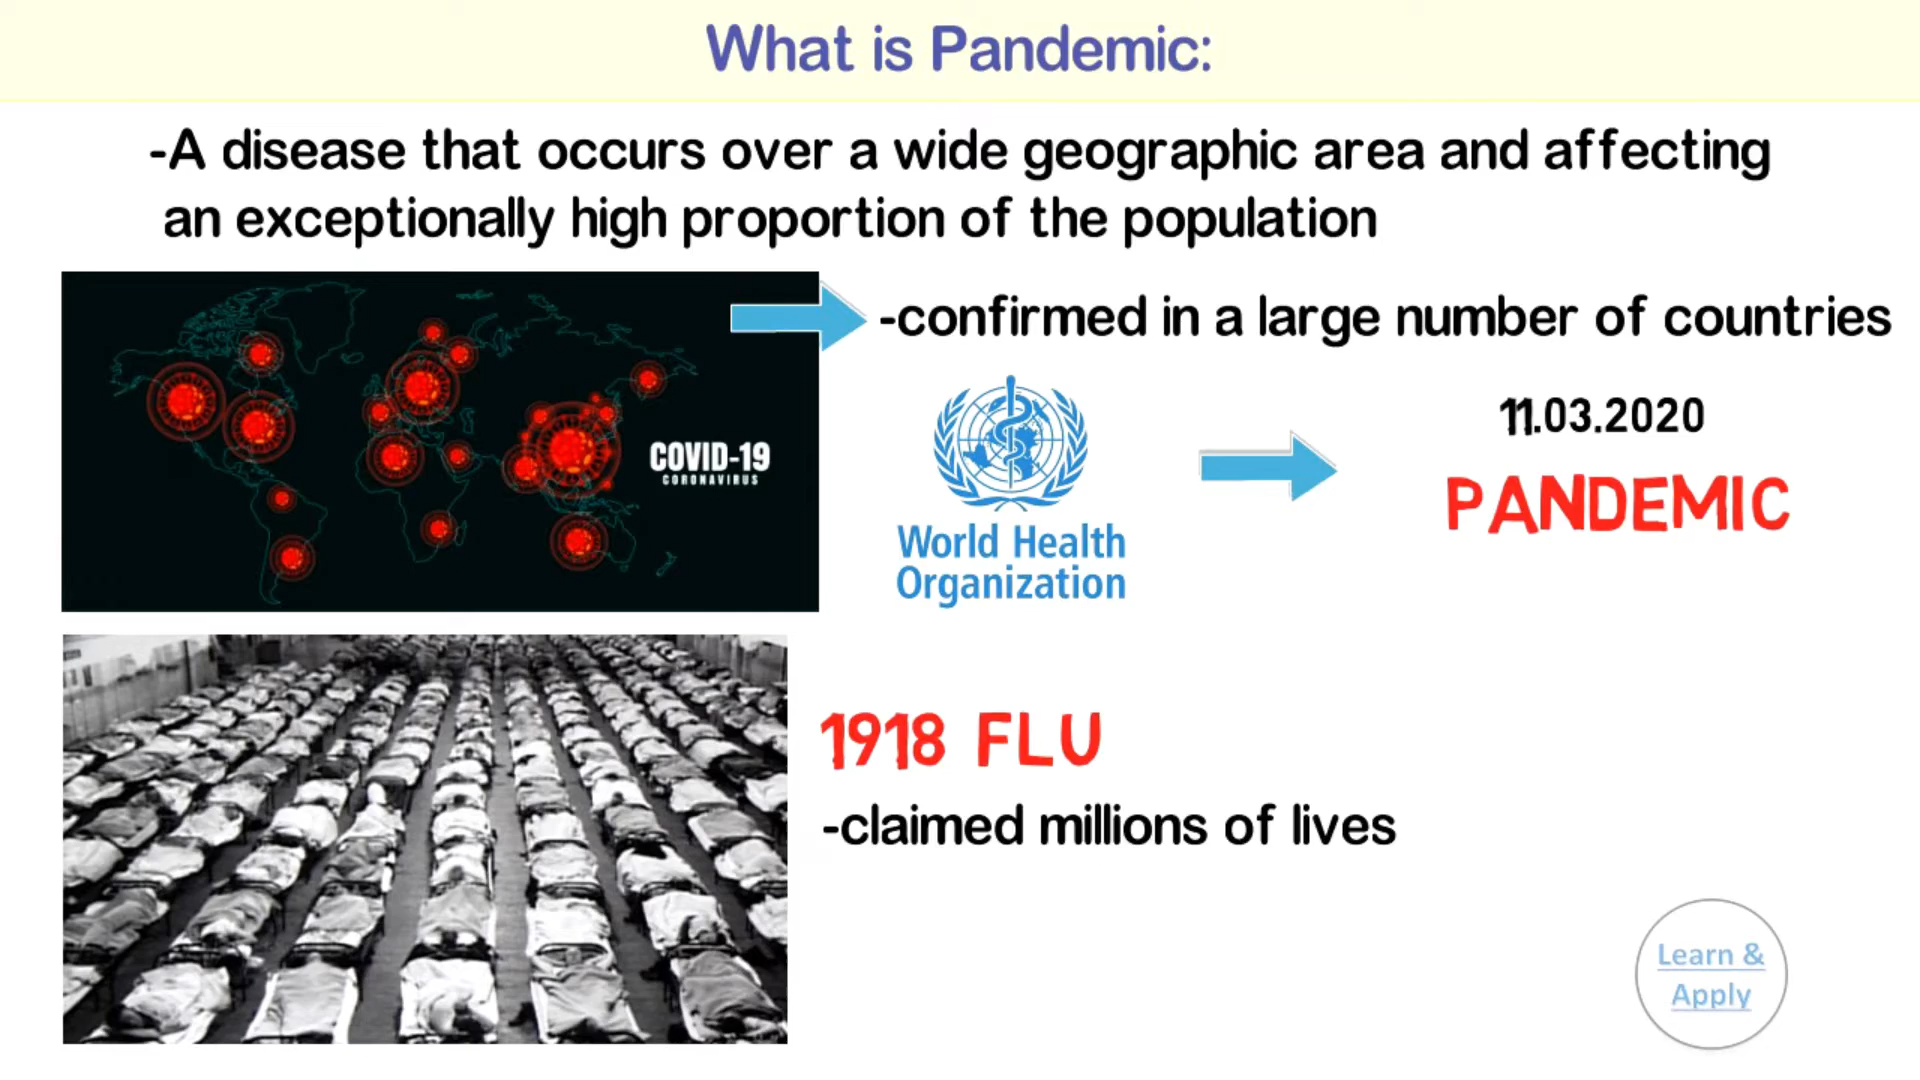 What is Pandemic:
-A disease that occurs over a wide geographic area and affecting
an exceptionally high proportion of the population
-confirmed in a large number of countries
COVID-19
CORONAVIRUS
World Health
Organization
11.03.2020
PANDEMIC
1918 FLU
-claimed millions of lives
Learn &
Apply